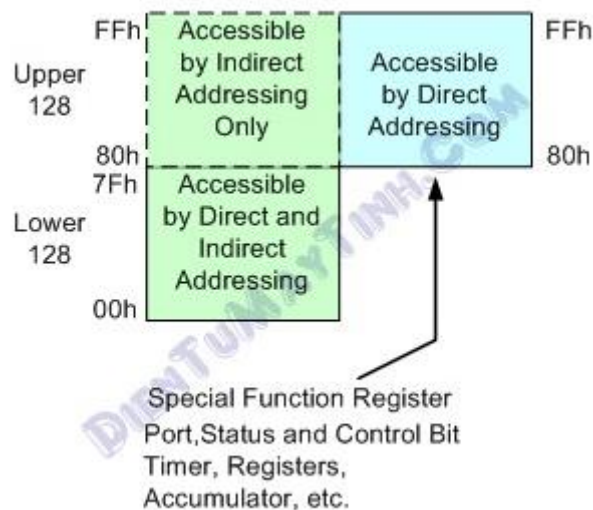 FFh
Upper
128
80h
7Fh
Lower
128
00h
Accessible
by Indirect
Addressing
Only
Accessible
by Direct and
Indirect
Addressing
Accessible
by Direct
Addressing
FFh
80h
Special Function Register
Port,Status and Control Bit
Timer, Registers,
Accumulator, etc.
DIENTUMAYTINH.COM